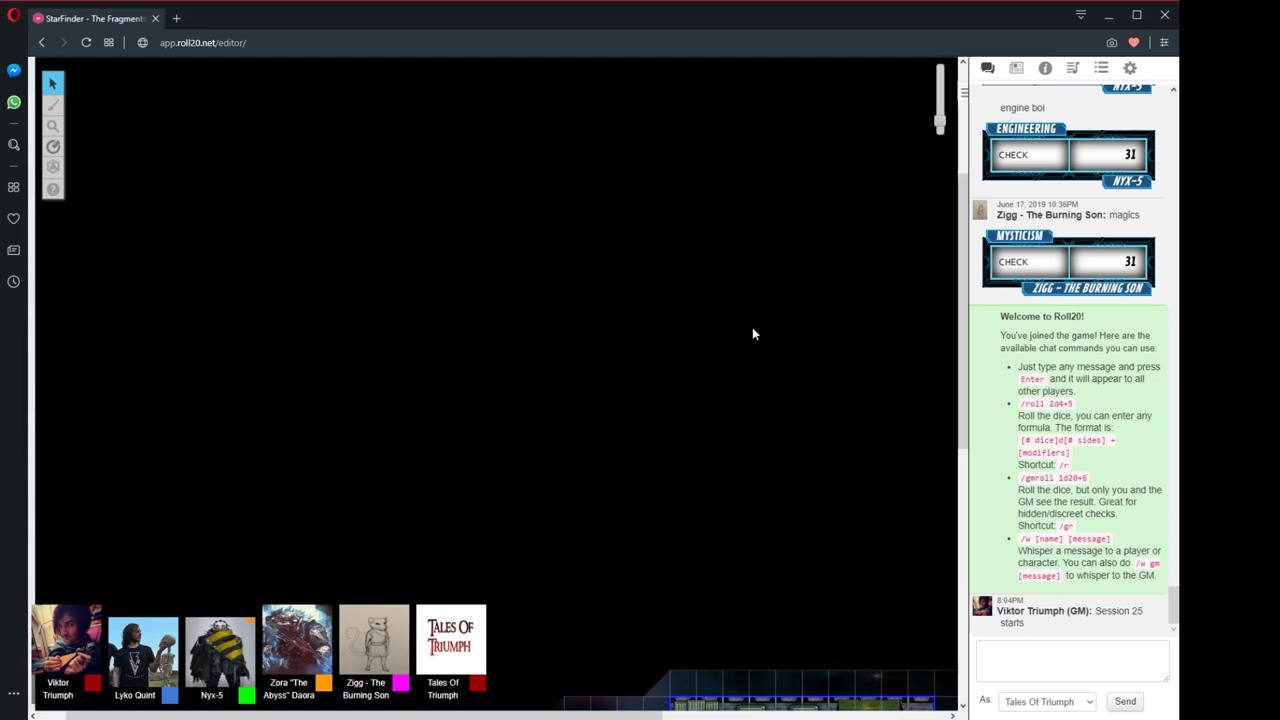 StarFinder - The Fragments
app.roll20.net/editor/
NYX-5
engine boi
ENGINEERING
CHECK 31
NYX-5
June 17, 2019 10:36PM
Zigg - The Burning Son: magics
MYSTICISM
CHECK 31
ZIGG - THE BURNING SON
Welcome to Roll20!
You've joined the game! Here are the
available chat commands you can use:
• Just type any message and press
Enter and it will appear to all
other players.
• /roll 2d4+5
Roll the dice, you can enter any
formula. The format is:
[# dice]d[# sides] +
[modifiers]
Shortcut: /r
• /gmroll 1d20+6
Roll the dice, but only you and the
GM see the result. Great for
hidden/discreet checks.
Shortcut: /gr
• /w [name] [message]
Whisper a message to a player or
character. You can also do /w gm
[message] to whisper to the GM.
8:04PM
Viktor Triumph (GM): Session 25
starts
As: Tales Of Triumph Send
TALES OF
TRIUMPH
Viktor
Triumph
Lyko Quint
Nyx-5
Zora "The
Abyss" Daora
Zigg - The
Burning Son
Tales Of
Triumph